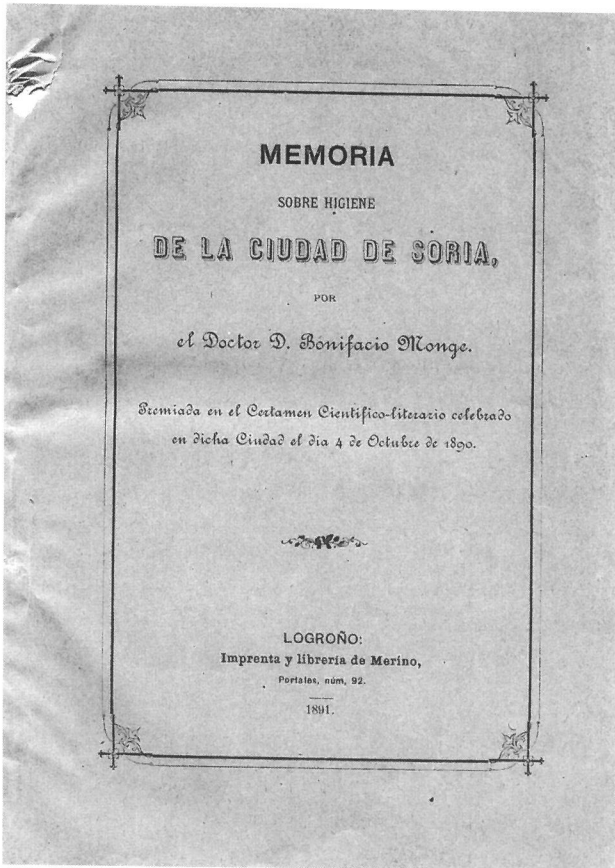 MEMORIA
SOBRE HIGIENE
DE LA CIUDAD DE SORIA,
POR
el Doctor D. Bonifacio Monge.
Premiada en el Certamen Científico-literario celebrado
en dicha Ciudad el día 4 de Octubre de 1890.
LOGROÑO:
Imprenta y librería de Merino,
Portales, núm, 92.
1891.